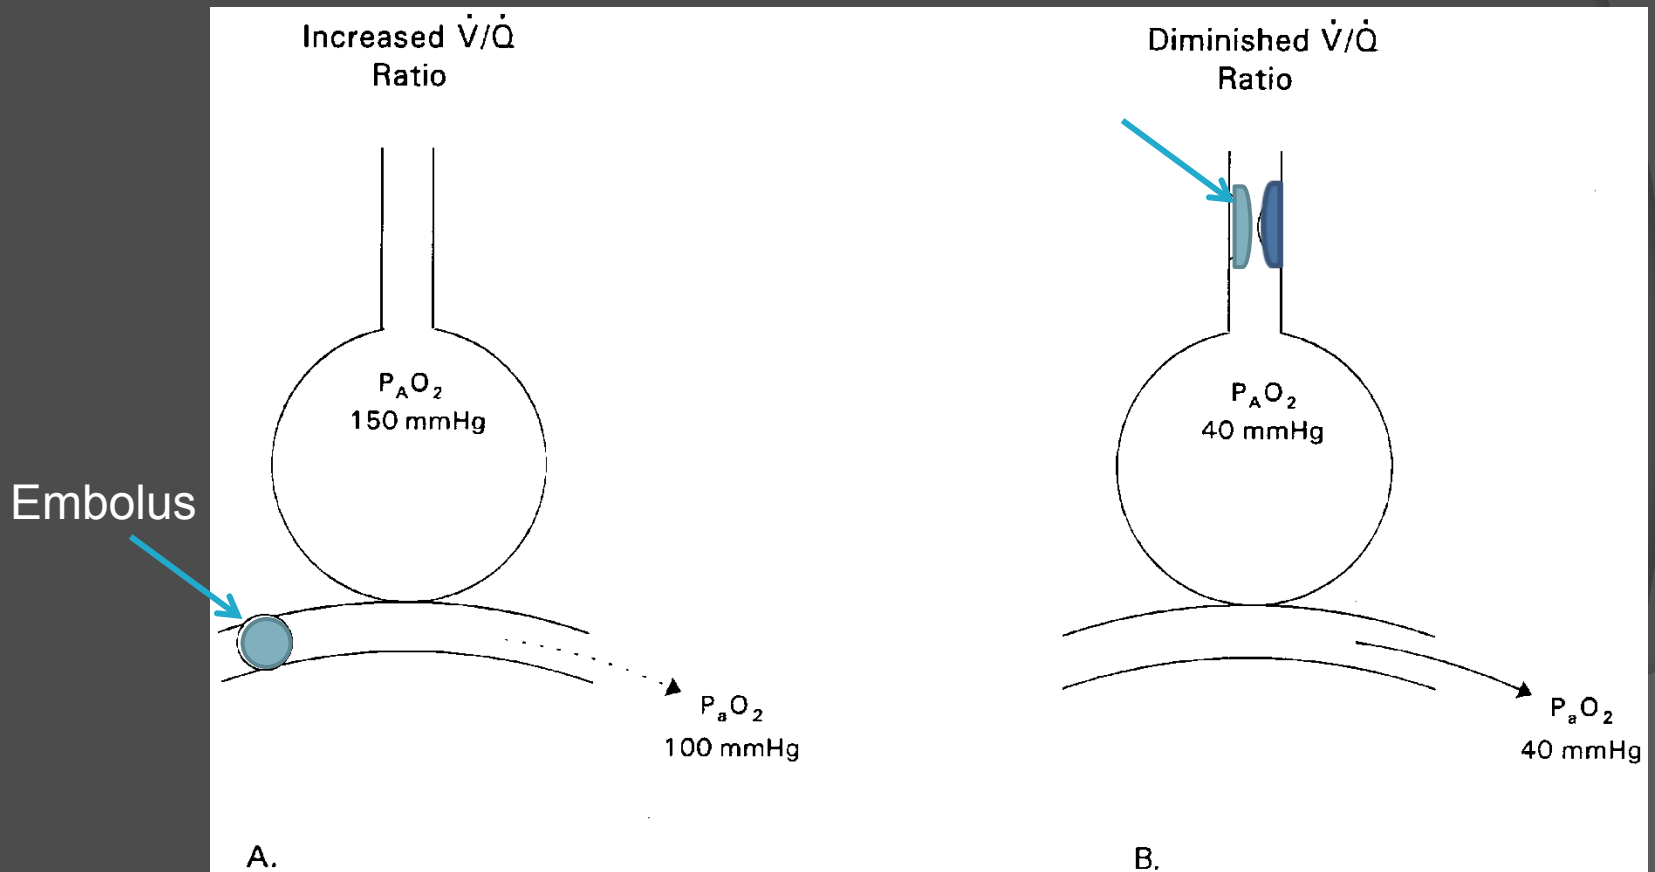 Increased V̇/Q̇
Ratio
PAO2
150 mmHg
Embolus
PaO2
100 mmHg
A.
Diminished V̇/Q̇
Ratio
PAO2
40 mmHg
PaO2
40 mmHg
B.